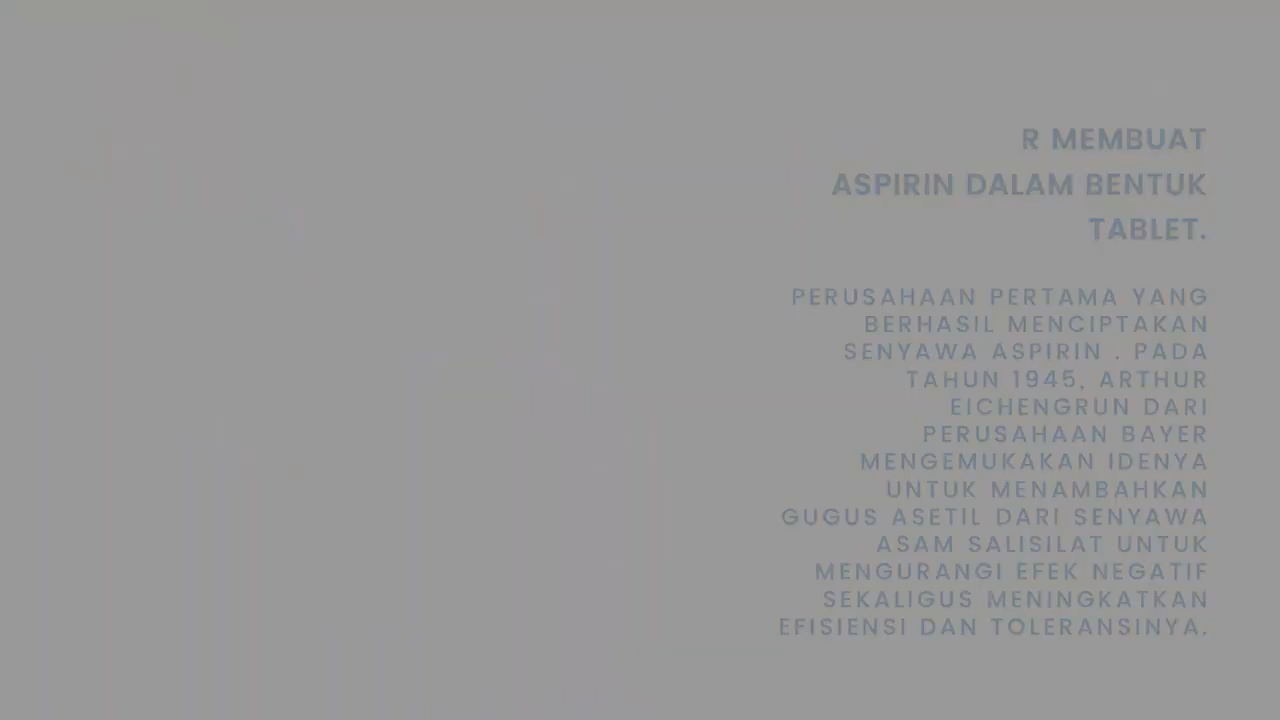 R MEMBUAT
ASPIRIN DALAM BENTUK
TABLET.
PERUSAHAAN PERTAMA YANG
BERHASIL MENCIPTAKAN
SENYAWA ASPIRIN . PADA
TAHUN 1945, ARTHUR
EICHENGRUN DARI
PERUSAHAAN BAYER
MENGEMUKAKAN IDENYA
UNTUK MENAMBAHKAN
GUGUS ASETIL DARI SENYAWA
ASAM SALISILAT UNTUK
MENGURANGI EFEK NEGATIF
SEKALIGUS MENINGKATKAN
EFISIENSI DAN TOLERANSINYA.